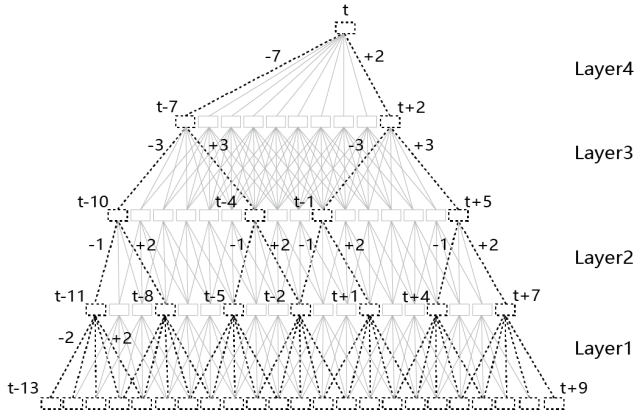 t
-7 +2
Layer4
t-7 t+2
-3 +3 -3 +3
Layer3
t-10 t-4 t-1 t+5
-1 +2 -1 +2 -1 +2 -1 +2
Layer2
t-11 t-8 t-5 t-2 t+1 t+4 t+7
-2 +2
Layer1
t-13 t+9